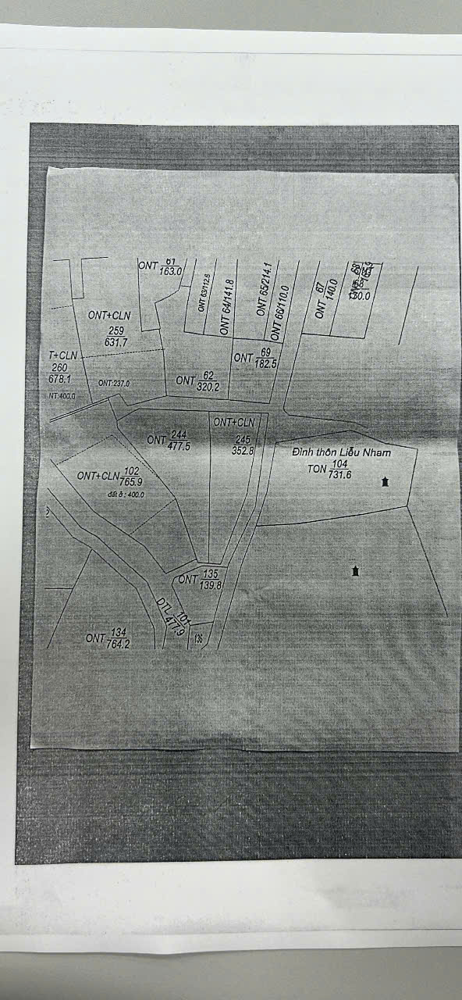 ONT 61
163.0
ONT 63/112.6
ONT 64/141.8
ONT 65/214.1
ONT 66/110.0
ONT 67
140.0
ONT+CLN
259
631.7
T+CLN
260
678.1
NT:400.0
ONT:237.0
ONT 62
320.2
ONT 69
182.5
ONT 244
477.5
ONT+CLN
245
352.8
Đình thôn Liễu Nham
TON 104
731.6
ONT+CLN 102
765.9
đất ở : 400.0
ONT 135
139.8
DTL 101
477.9
136
ONT 134
764.2